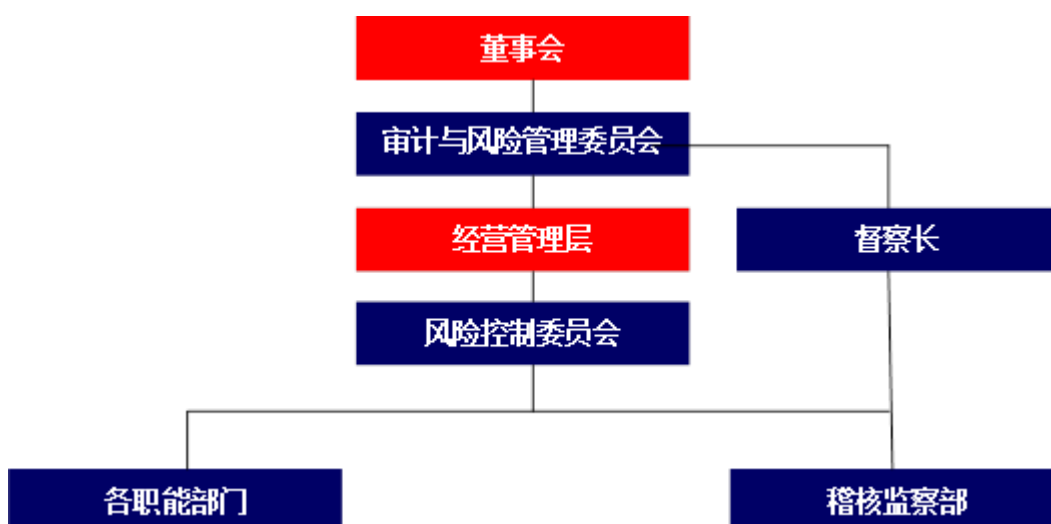 董事会
审计与风险管理委员会
经营管理层
督察长
风险控制委员会
各职能部门
稽核监察部